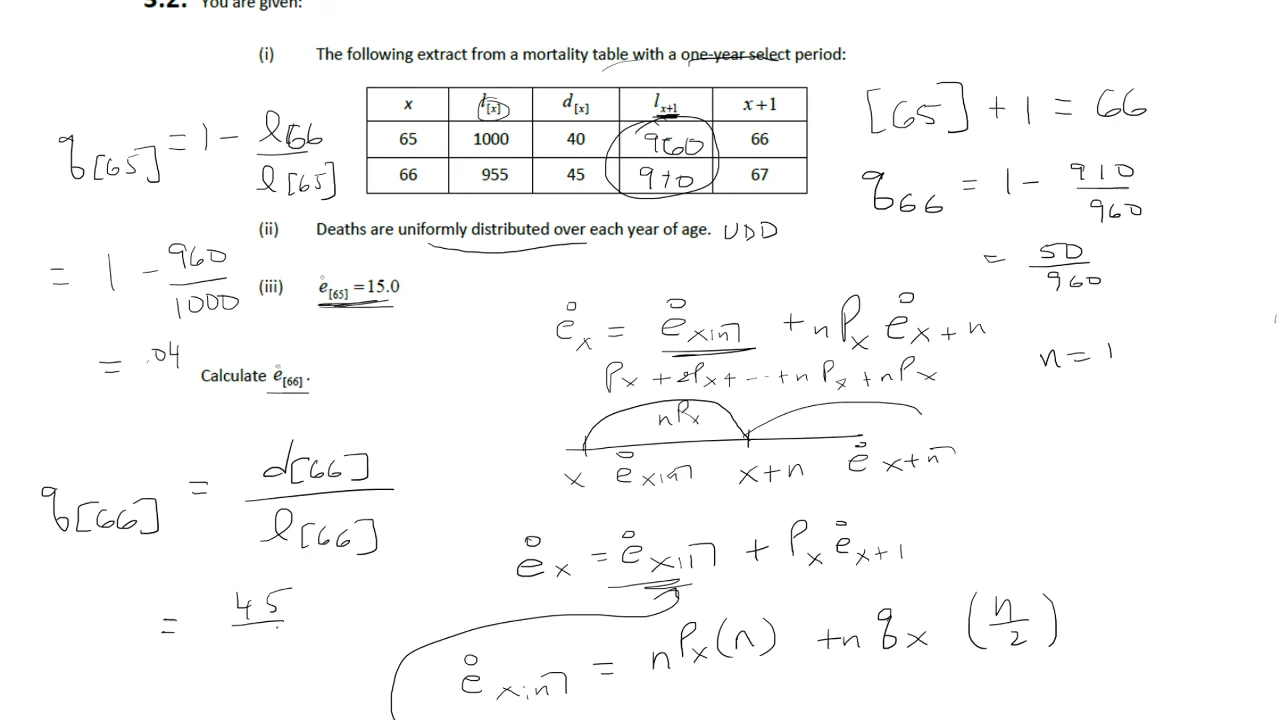 3.2. You are given:
(i) The following extract from a mortality table with a one-year select period:
x l[x] d[x] lx+1 x+1
65 1000 40 960 66
66 955 45 910 67
(ii) Deaths are uniformly distributed over each year of age. UDD
(iii) e̊[65] = 15.0
Calculate e̊[66].
q[65] = 1 - l66 / l[65]
= 1 - 960 / 1000
= .04
q[66] = d[66] / l[66]
= 45
[65] + 1 = 66
q66 = 1 - 910 / 960
= 50 / 960
e̊x = e̊x:n̅| + nPx e̊x+n
n = 1
Px + 2Px + ... + nPx + nPx
nPx
x e̊x:n̅| x+n e̊x+n
e̊x = e̊x:1̅| + Px e̊x+1
e̊x:n̅| = nPx(n) + nqx (n/2)